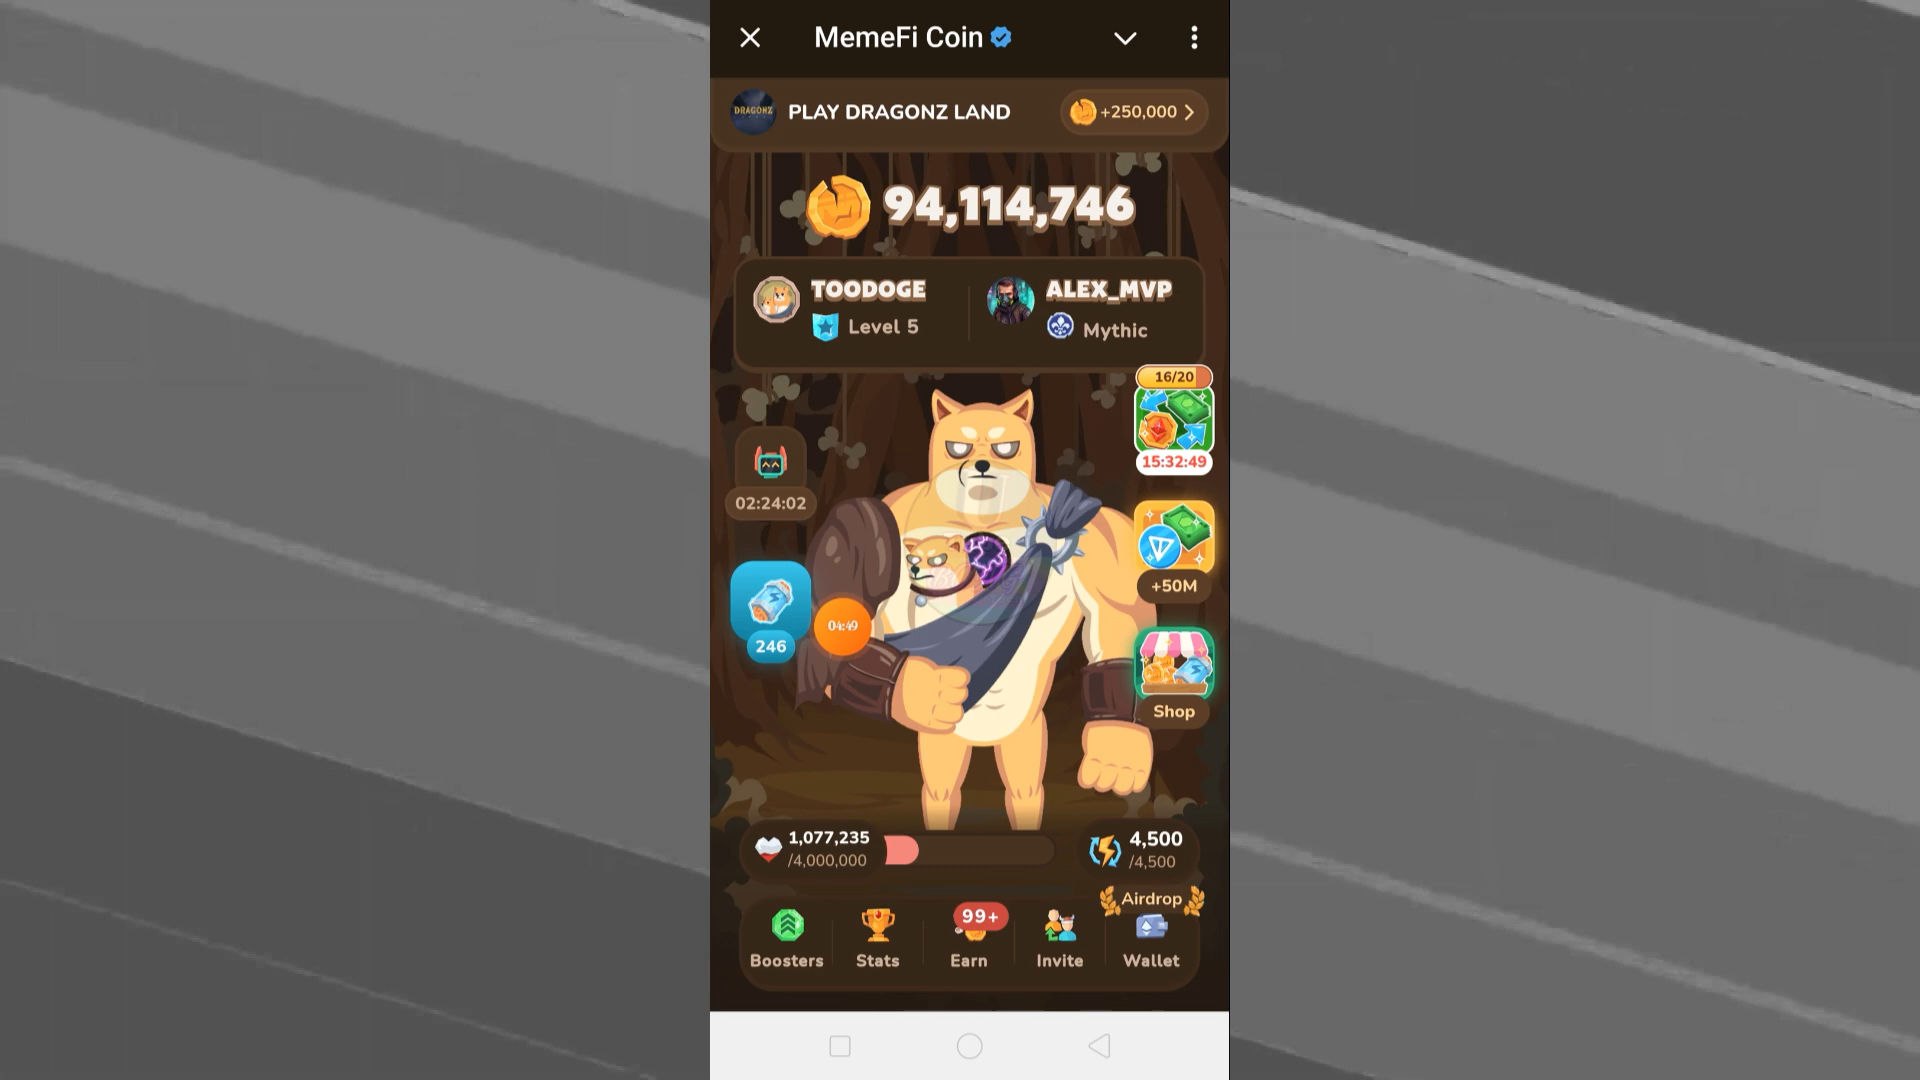 MemeFi Coin
DRAGONZ
PLAY DRAGONZ LAND
+250,000
94,114,746
TOODOGE
Level 5
ALEX_MVP
Mythic
16/20
15:32:49
02:24:02
+50M
246
04:49
Shop
1,077,235
/4,000,000
4,500
/4,500
Airdrop
99+
Boosters
Stats
Earn
Invite
Wallet